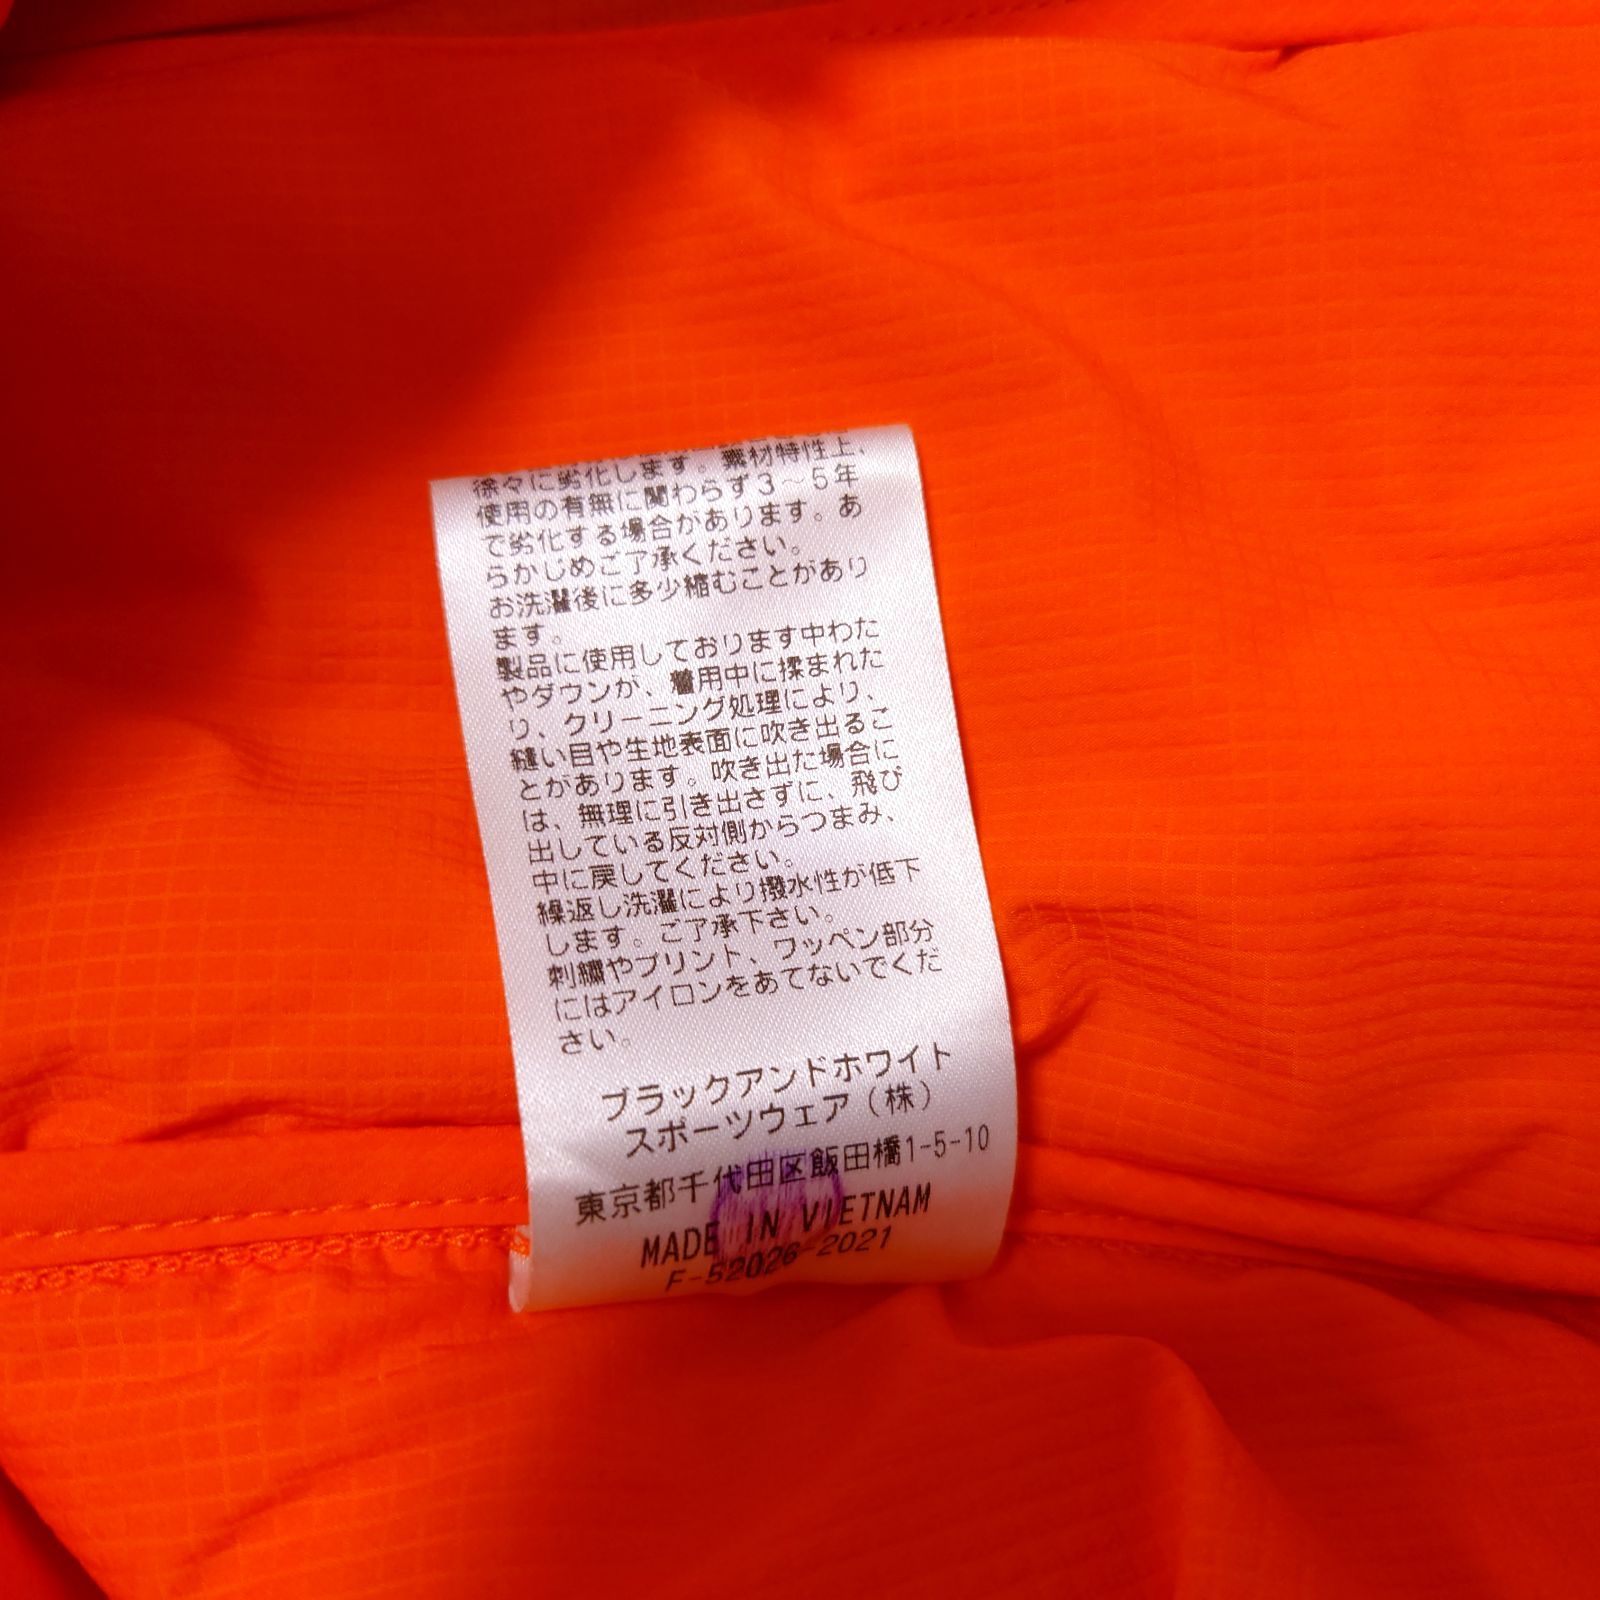 徐々に劣化します。素材特性上、
使用の有無に関わらず3～5年
で劣化する場合があります。あ
らかじめご了承ください。
お洗濯後に多少縮むことがあり
ます。
製品に使用しております中わた
やダウンが、着用中に揉まれた
り、クリーニング処理により、
縫い目や生地表面に吹き出るこ
とがあります。吹き出た場合に
は、無理に引き出さずに、飛び
出している反対側からつまみ、
中に戻してください。
繰返し洗濯により撥水性が低下
します。ご了承下さい。
刺繍やプリント、ワッペン部分
にはアイロンをあてないでくだ
さい。
ブラックアンドホワイト
スポーツウェア(株)
東京都千代田区飯田橋1-5-10
MADE IN VIETNAM
F-52026-2021